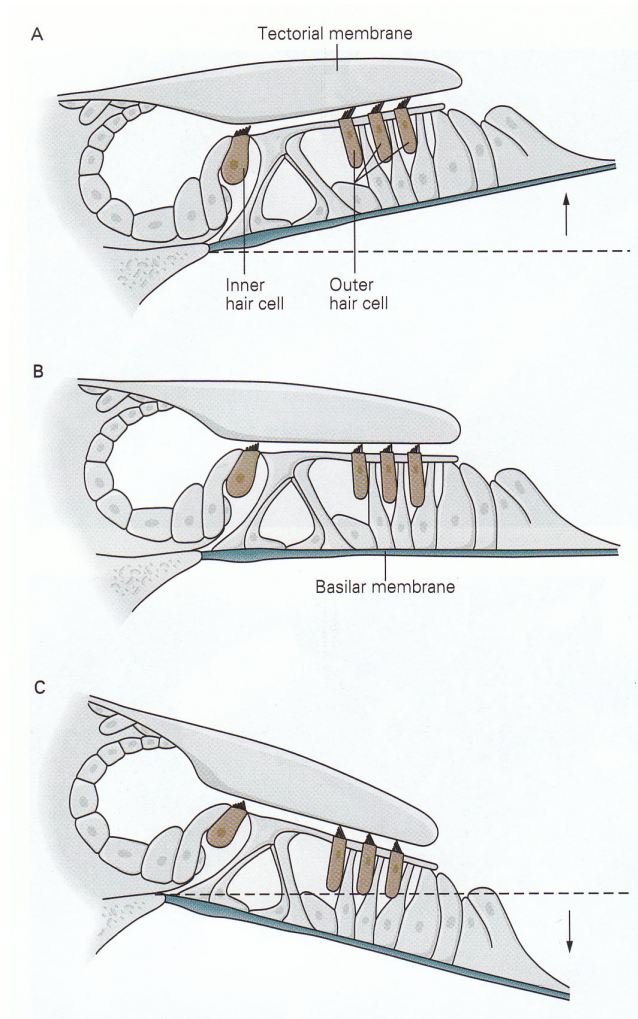 A
Tectorial membrane
Inner
hair cell
Outer
hair cell
B
Basilar membrane
C